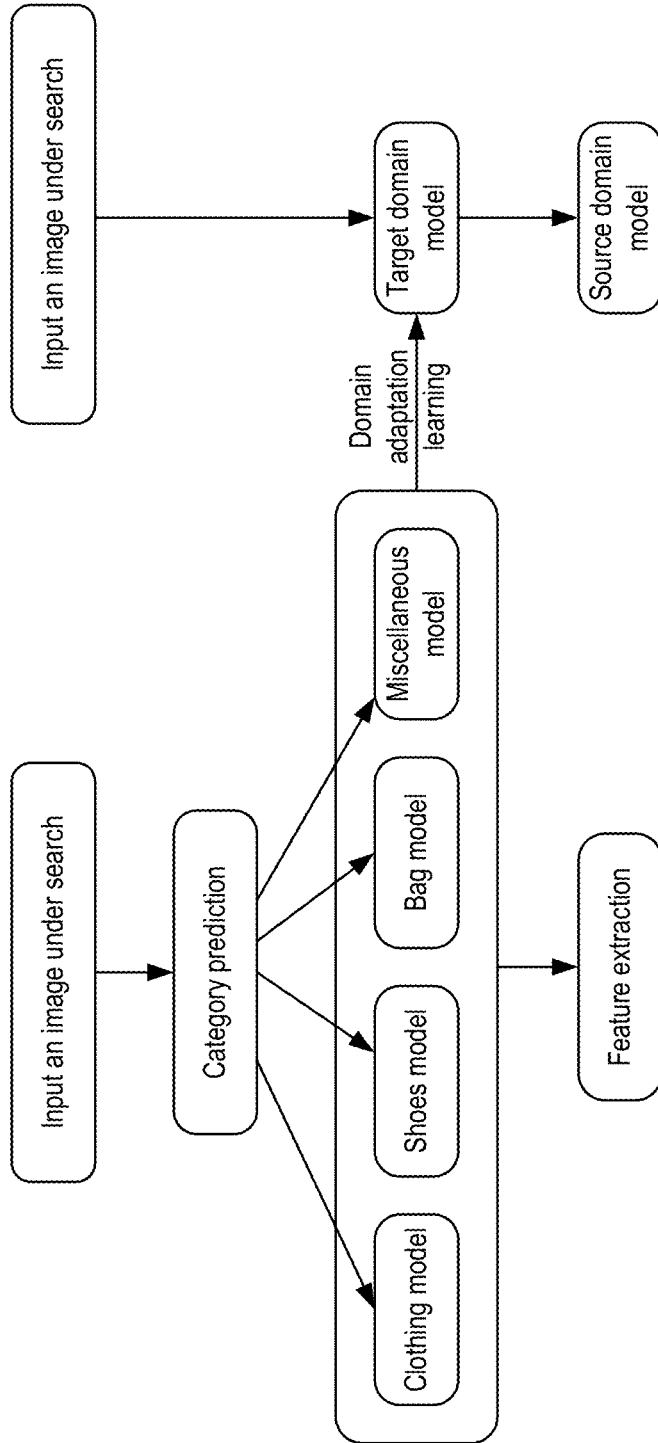 Input an image under search
Category prediction
Clothing model
Shoes model
Bag model
Miscellaneous
model
Feature extraction
Domain
adaptation
learning
Input an image under search
Target domain
model
Source domain
model